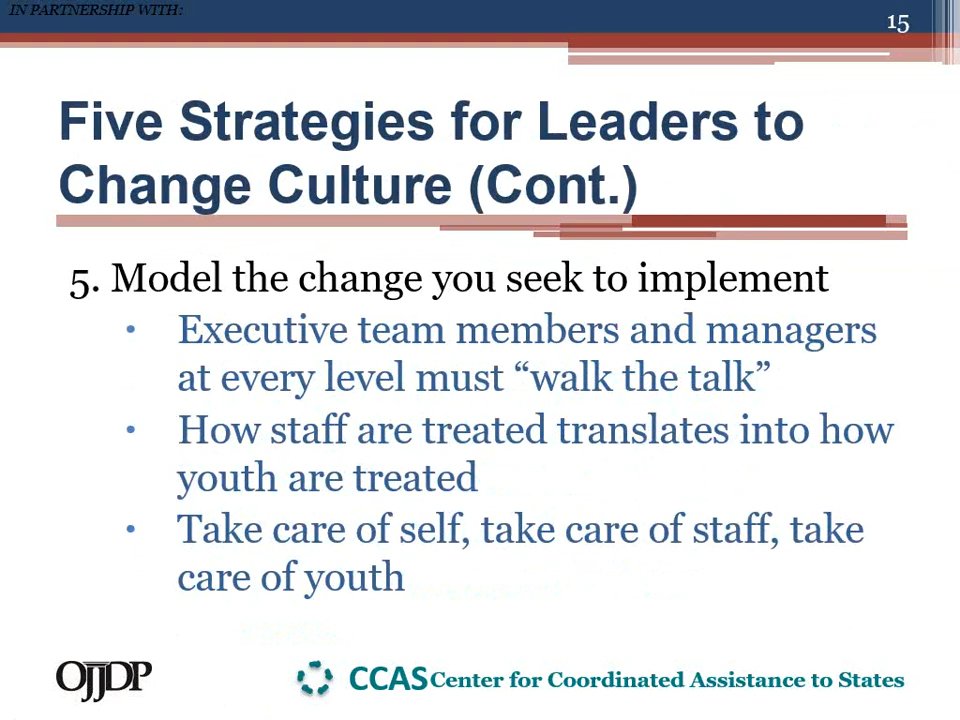 IN PARTNERSHIP WITH:
15
Five Strategies for Leaders to
Change Culture (Cont.)
5. Model the change you seek to implement
• Executive team members and managers
at every level must “walk the talk”
• How staff are treated translates into how
youth are treated
• Take care of self, take care of staff, take
care of youth
OJJDP
CCAS Center for Coordinated Assistance to States